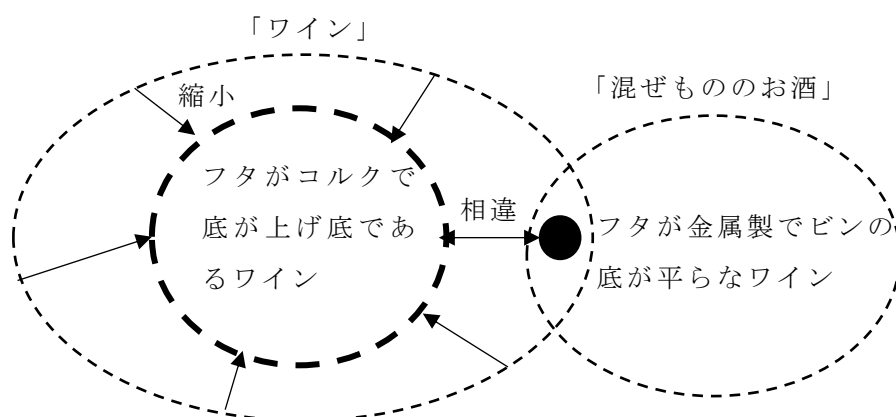 「ワイン」
「混ぜもののお酒」
縮小
フタがコルクで
底が上げ底であ
るワイン
相違
フタが金属製でビンの
底が平らなワイン